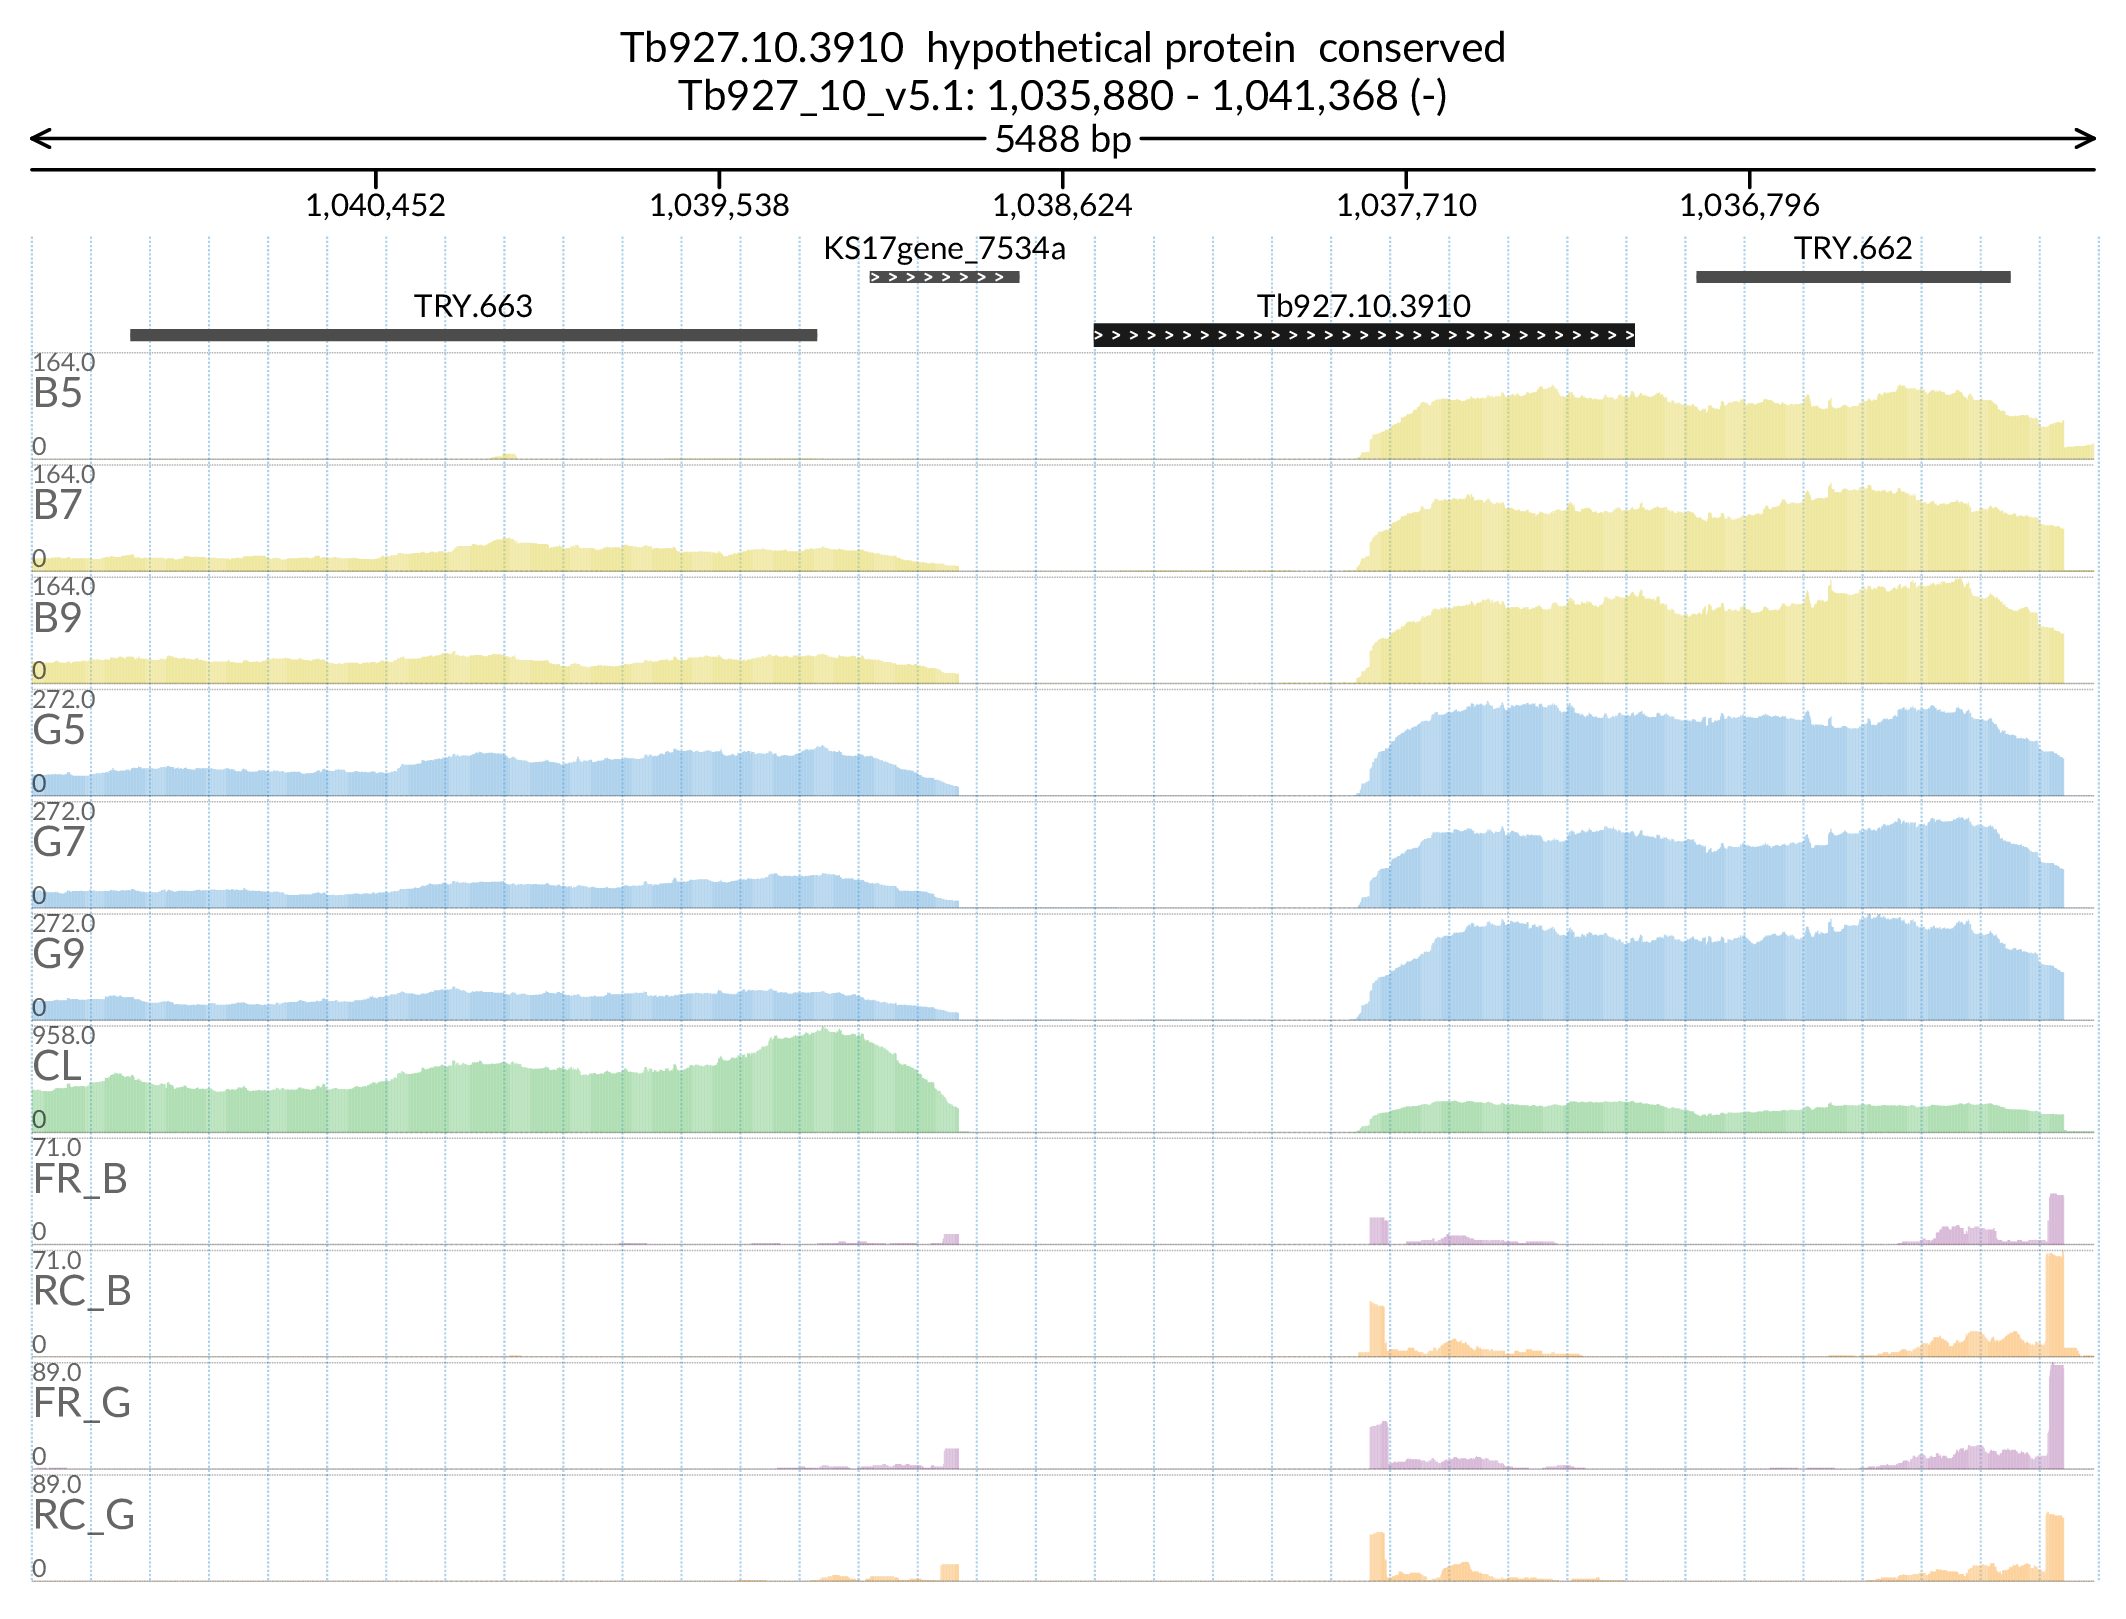 Tb927.10.3910  hypothetical protein  conserved
Tb927_10_v5.1: 1,035,880 - 1,041,368 (-)
5488 bp
1,040,452 1,039,538 1,038,624 1,037,710 1,036,796
KS17gene_7534a TRY.662
> > > > > > > >
TRY.663 Tb927.10.3910
> > > > > > > > > > > > > > > > > > > > > > > > > > > > > > >
164.0
B5
0
164.0
B7
0
164.0
B9
0
272.0
G5
0
272.0
G7
0
272.0
G9
0
958.0
CL
0
71.0
FR_B
0
71.0
RC_B
0
89.0
FR_G
0
89.0
RC_G
0